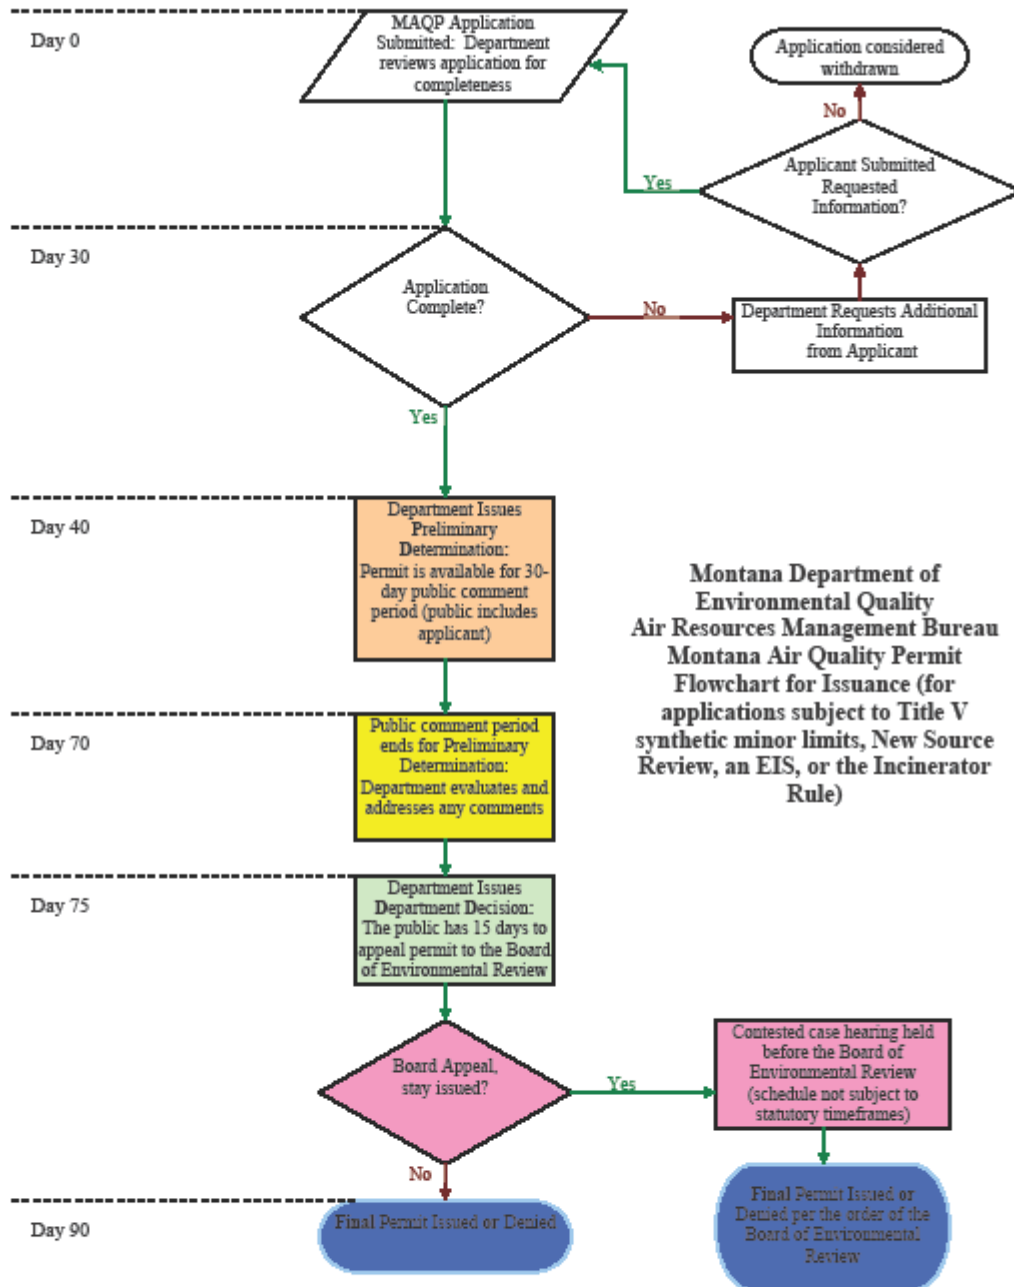 Day 0
MAQP Application
Submitted: Department
reviews application for
completeness
Application considered
withdrawn
No
Applicant Submitted
Requested
Information?
Yes
Day 30
Application
Complete?
No
Department Requests Additional
Information
from Applicant
Yes
Day 40
Department Issues
Preliminary
Determination:
Permit is available for 30-
day public comment
period (public includes
applicant)
Montana Department of
Environmental Quality
Air Resources Management Bureau
Montana Air Quality Permit
Flowchart for Issuance (for
applications subject to Title V
synthetic minor limits, New Source
Review, an EIS, or the Incinerator
Rule)
Day 70
Public comment period
ends for Preliminary
Determination:
Department evaluates and
addresses any comments
Day 75
Department Issues
Department Decision:
The public has 15 days to
appeal permit to the Board
of Environmental Review
Board Appeal,
stay issued?
Yes
Contested case hearing held
before the Board of
Environmental Review
(schedule not subject to
statutory timeframes)
No
Day 90
Final Permit Issued or Denied
Final Permit Issued or
Denied per the order of the
Board of Environmental
Review